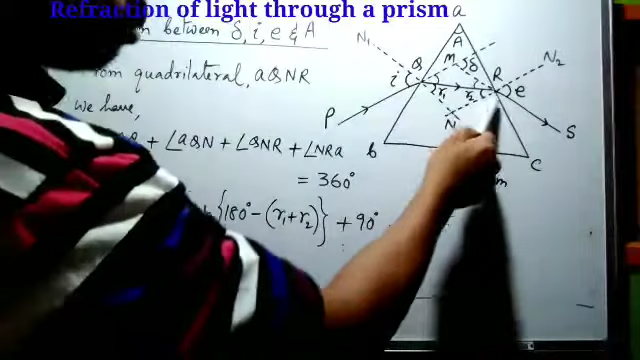 Refraction of light through a prism
between δ, i, e & A
from quadrilateral, aQNR
we have,
+ ∠aQN + ∠QNR + ∠NRa
= 360°
{180° - (r₁+r₂)} + 90°
a
A
N₁
M
δ
N₂
Q
R
i
r₁
r₂
e
P
N
S
b
C